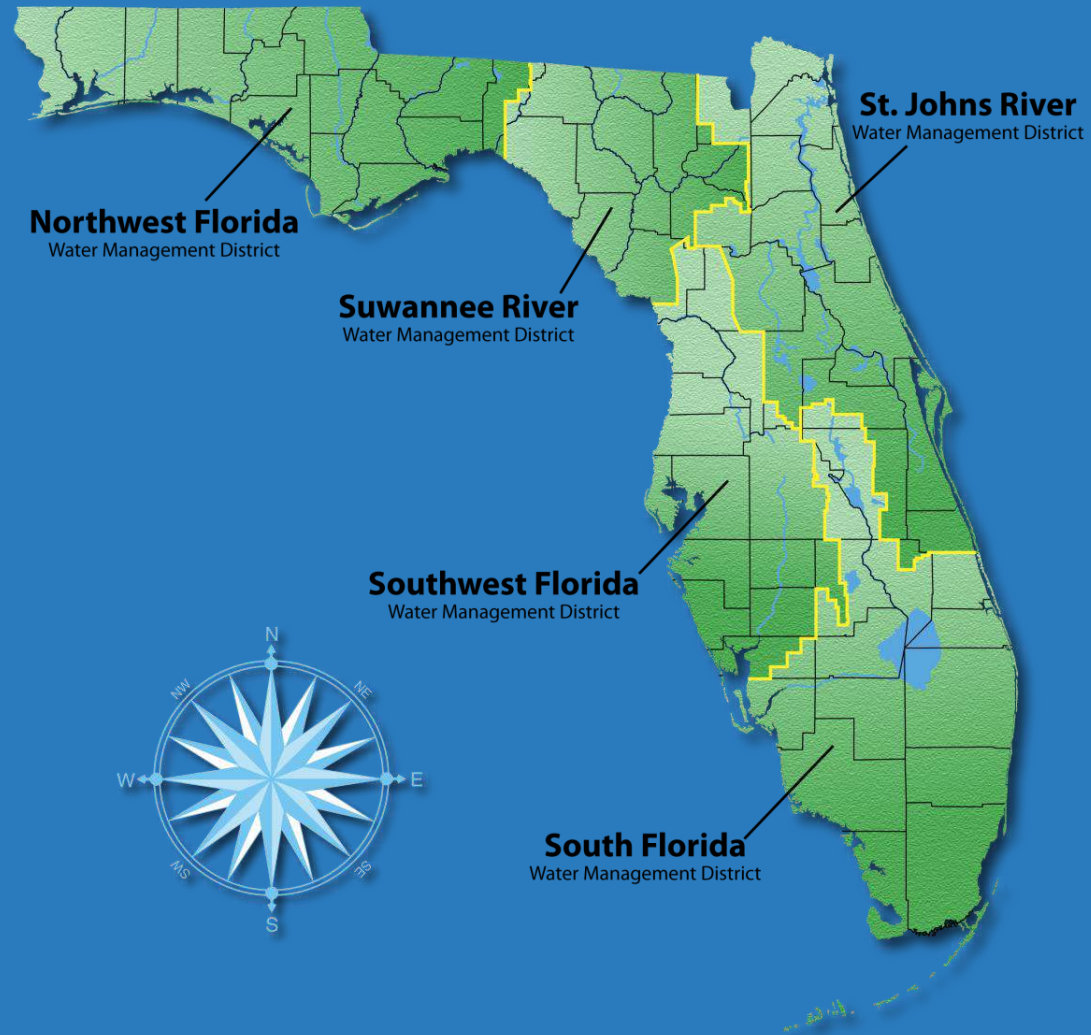 St. Johns River
Water Management District
Northwest Florida
Water Management District
Suwannee River
Water Management District
Southwest Florida
Water Management District
N
NW
NE
W
E
SW
SE
S
South Florida
Water Management District